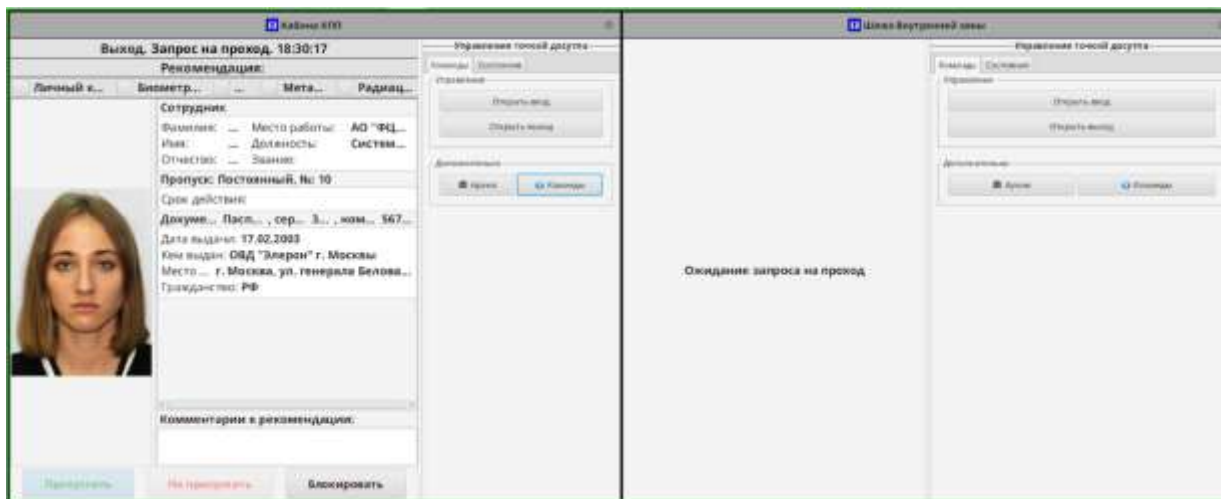 Кабина КПП
Выход. Запрос на проход. 18:30:17
Рекомендация:
Личный к... Биометр... ... Мета... Радиац...
Сотрудник
Фамилия: ... Место работы: АО "ФЦ...
Имя: ... Должность: Систем...
Отчество: ... Звание:
Пропуск: Постоянный, №: 10
Срок действия:
Докуме... Пасп... , сер... 3... , ном... 567...
Дата выдачи: 17.02.2003
Кем выдан: ОВД "Элерон" г. Москвы
Место ... г. Москва, ул. генерала Белова...
Гражданство: РФ
Комментарии к рекомендации:
Пропустить Не пропускать Блокировать
Управление точкой доступа
Команды Состояние
Управление
Открыть вход
Открыть выход
Дополнительно
Архив Команды
Шлюз Внутренней зоны
Ожидание запроса на проход
Управление точкой доступа
Команды Состояние
Управление
Открыть вход
Открыть выход
Дополнительно
Архив Команды